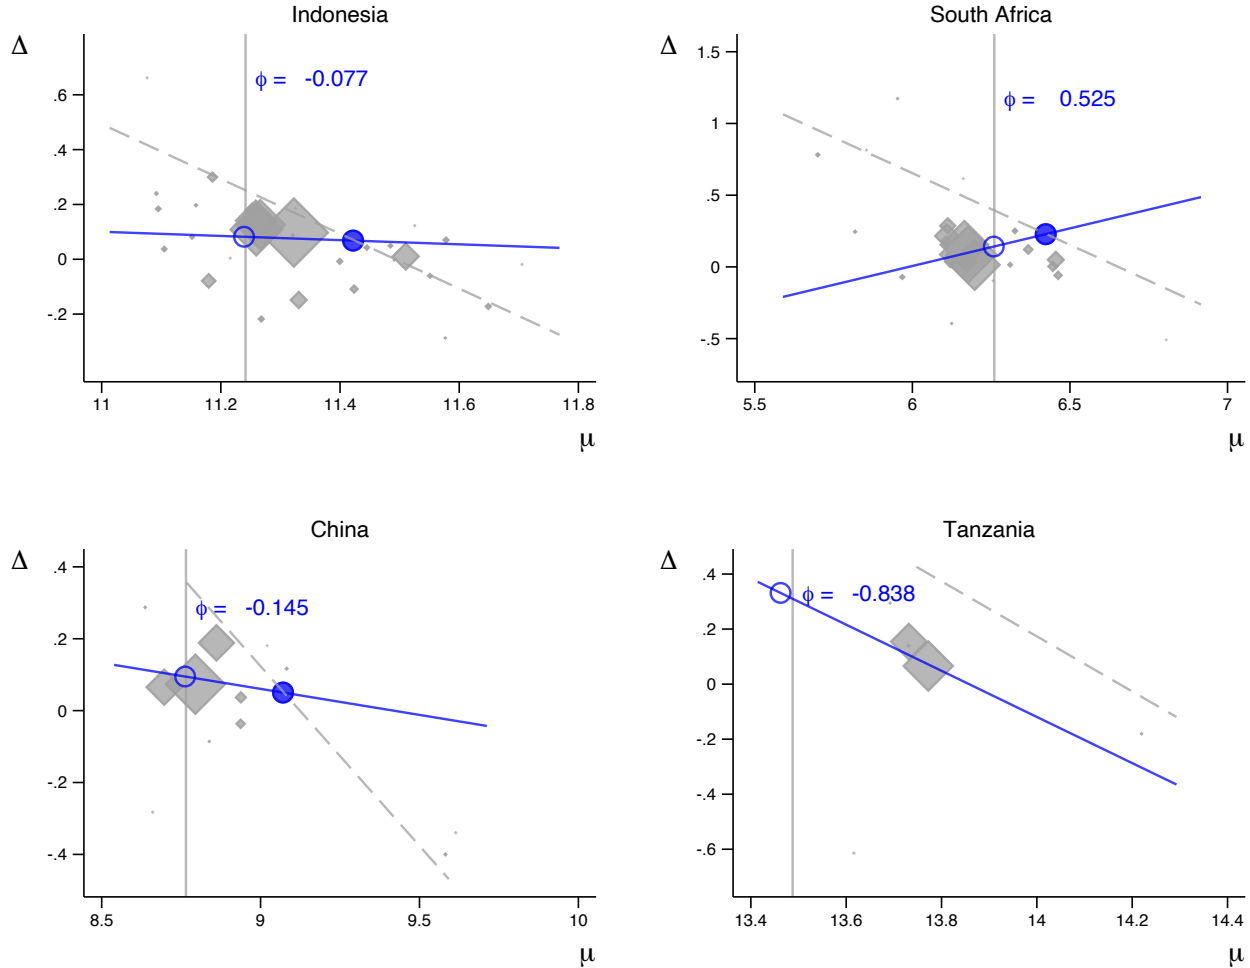 Indonesia
Δ
.6
.4
.2
0
-.2
ϕ = -0.077
11 11.2 11.4 11.6 11.8
μ
South Africa
Δ
1.5
1
.5
0
-.5
ϕ = 0.525
5.5 6 6.5 7
μ
China
Δ
.4
.2
0
-.2
-.4
ϕ = -0.145
8.5 9 9.5 10
μ
Tanzania
Δ
.4
.2
0
-.2
-.4
-.6
ϕ = -0.838
13.4 13.6 13.8 14 14.2 14.4
μ